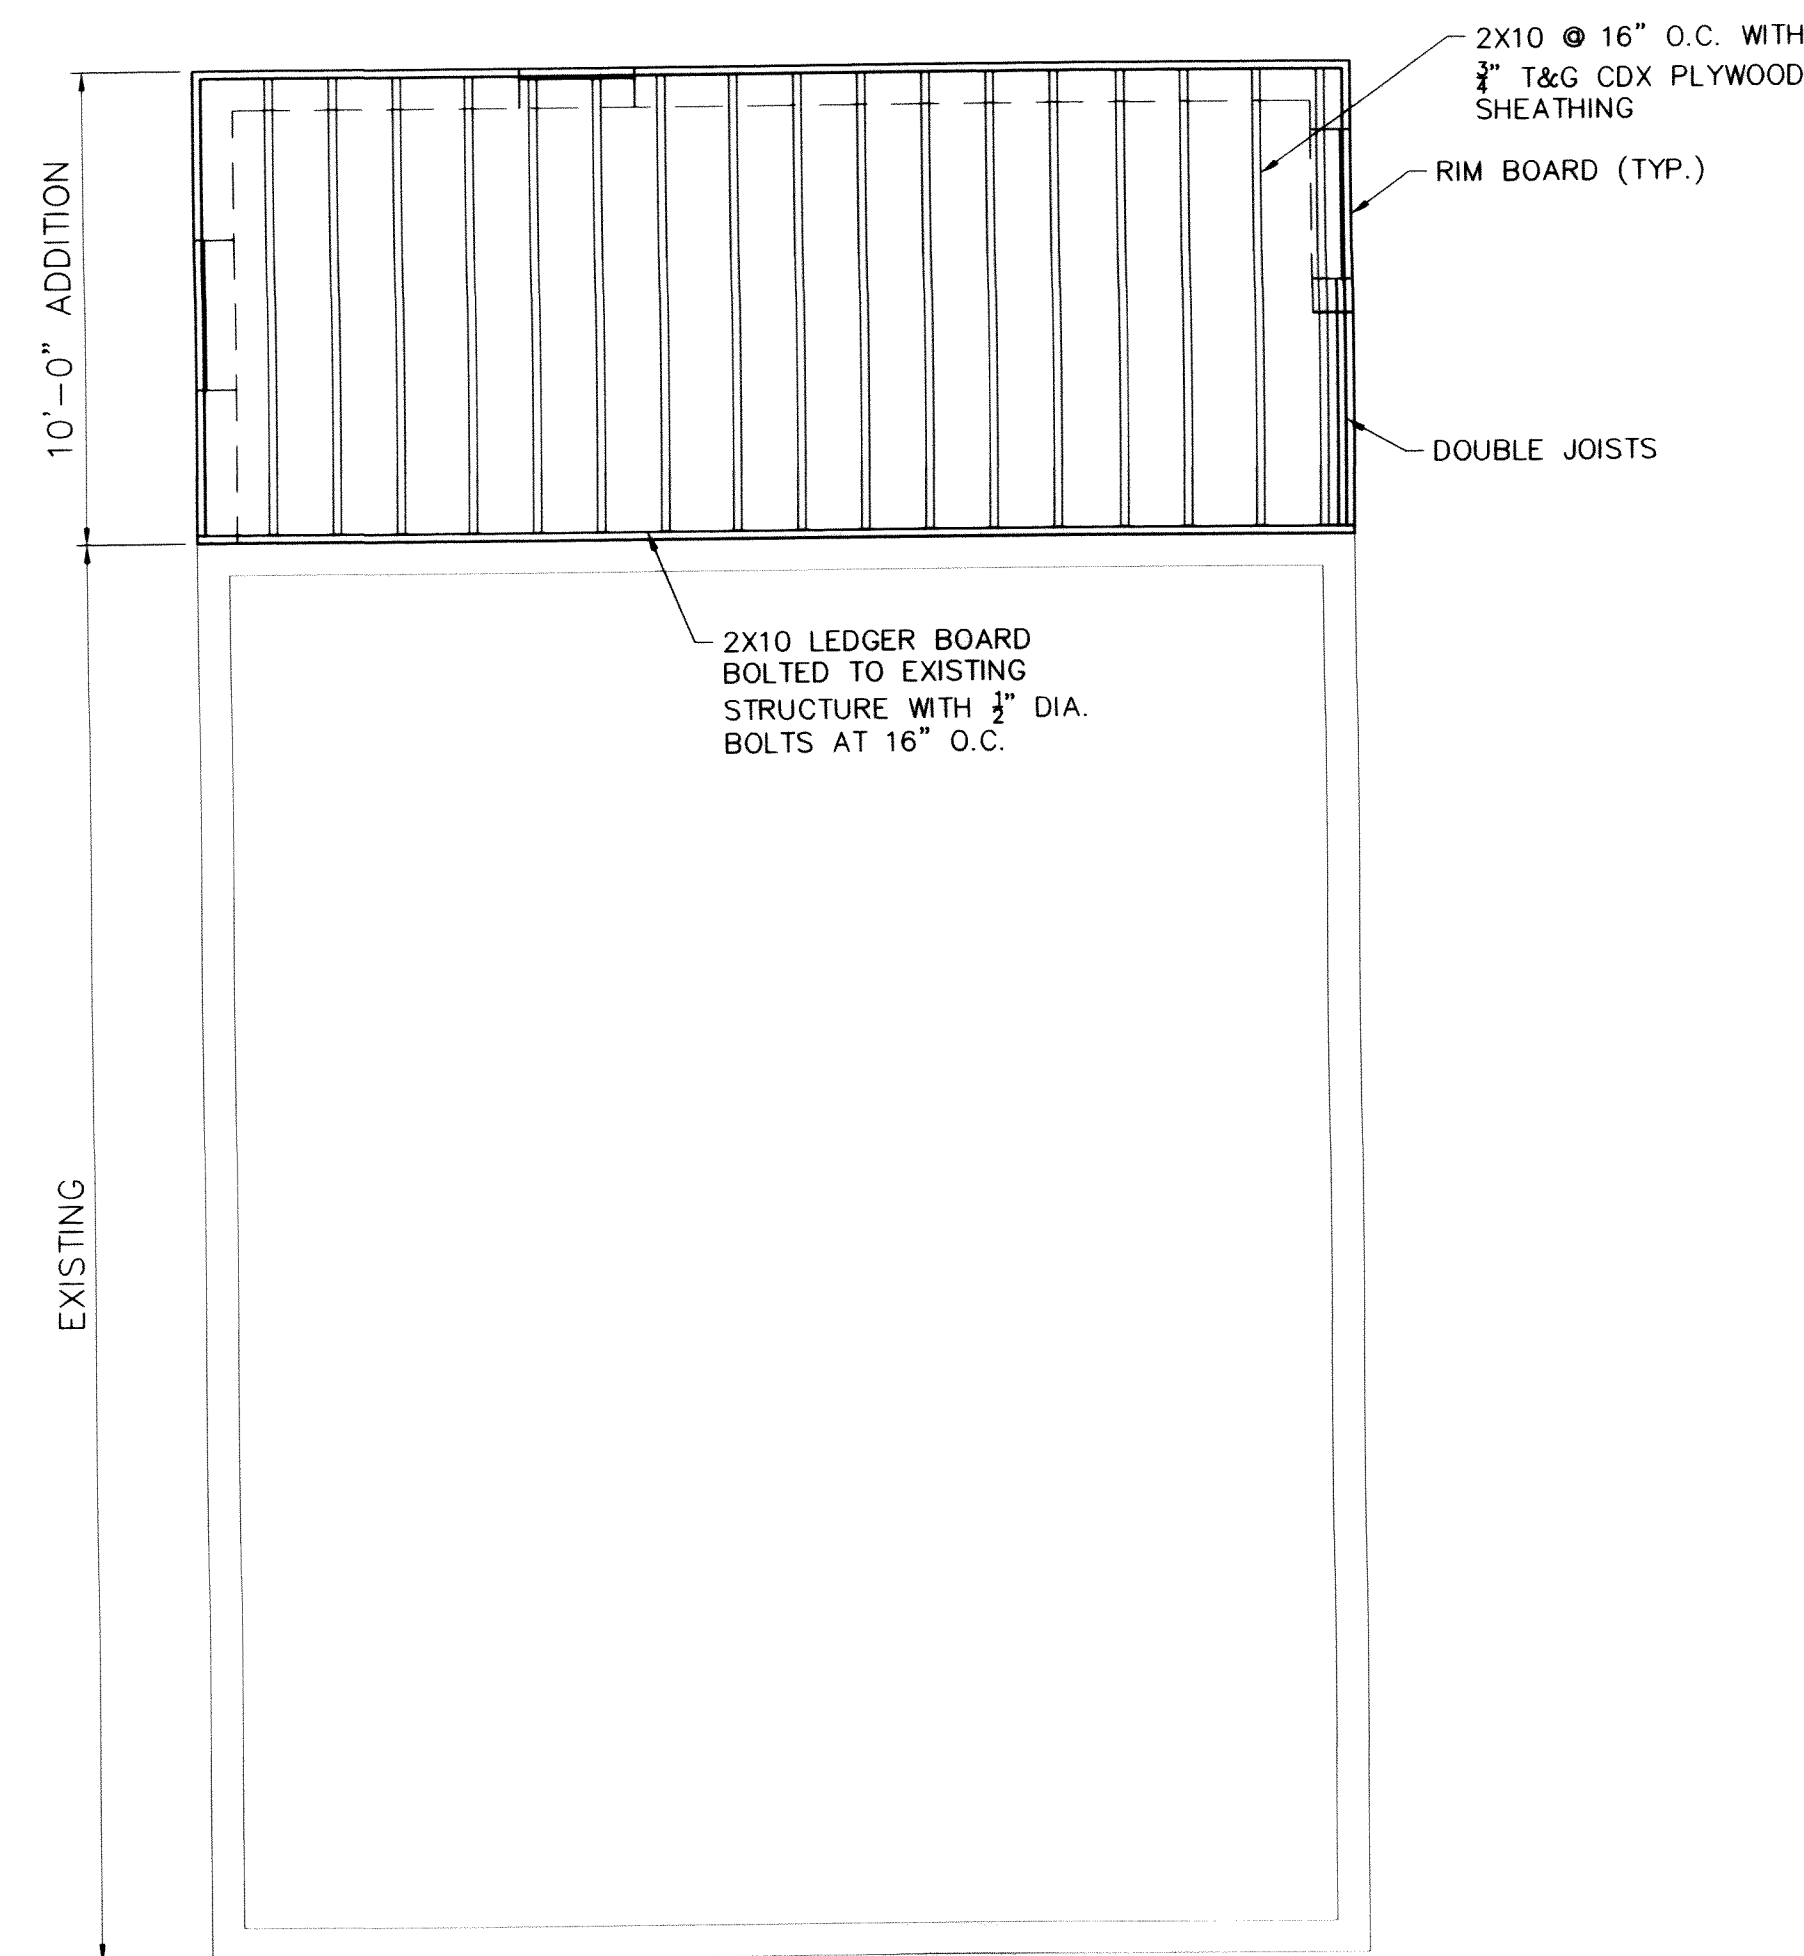 2X10 @ 16" O.C. WITH
3/4" T&G CDX PLYWOOD
SHEATHING
RIM BOARD (TYP.)
10'-0" ADDITION
DOUBLE JOISTS
2X10 LEDGER BOARD
BOLTED TO EXISTING
STRUCTURE WITH 1/2" DIA.
BOLTS AT 16" O.C.
EXISTING